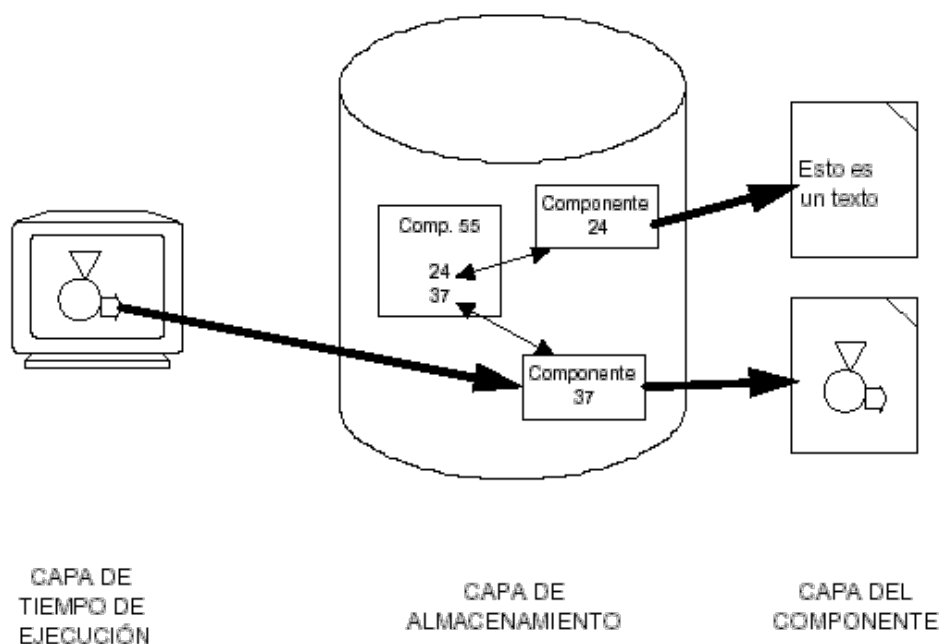 Esto es
un texto
Componente
24
Comp. 55
24
37
Componente
37
CAPA DE
TIEMPO DE
EJECUCIÓN
CAPA DE
ALMACENAMIENTO
CAPA DEL
COMPONENTE